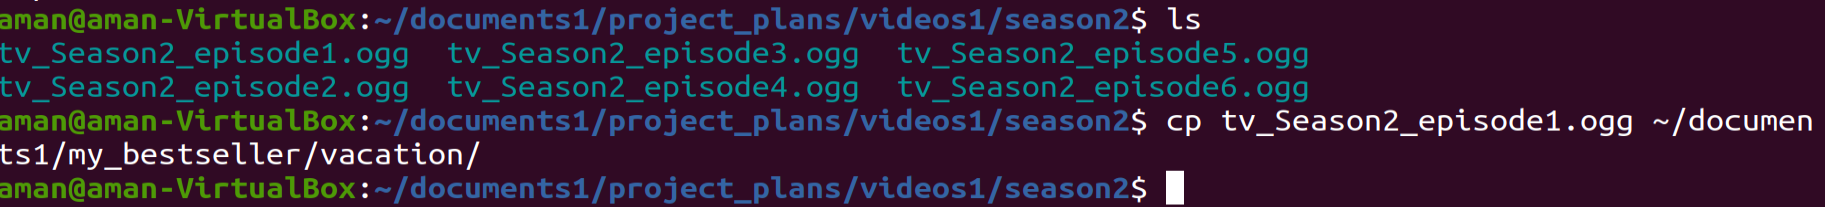 aman@aman-VirtualBox:~/documents1/project_plans/videos1/season2$ ls
tv_Season2_episode1.ogg  tv_Season2_episode3.ogg  tv_Season2_episode5.ogg
tv_Season2_episode2.ogg  tv_Season2_episode4.ogg  tv_Season2_episode6.ogg
aman@aman-VirtualBox:~/documents1/project_plans/videos1/season2$ cp tv_Season2_episode1.ogg ~/documen
ts1/my_bestseller/vacation/
aman@aman-VirtualBox:~/documents1/project_plans/videos1/season2$